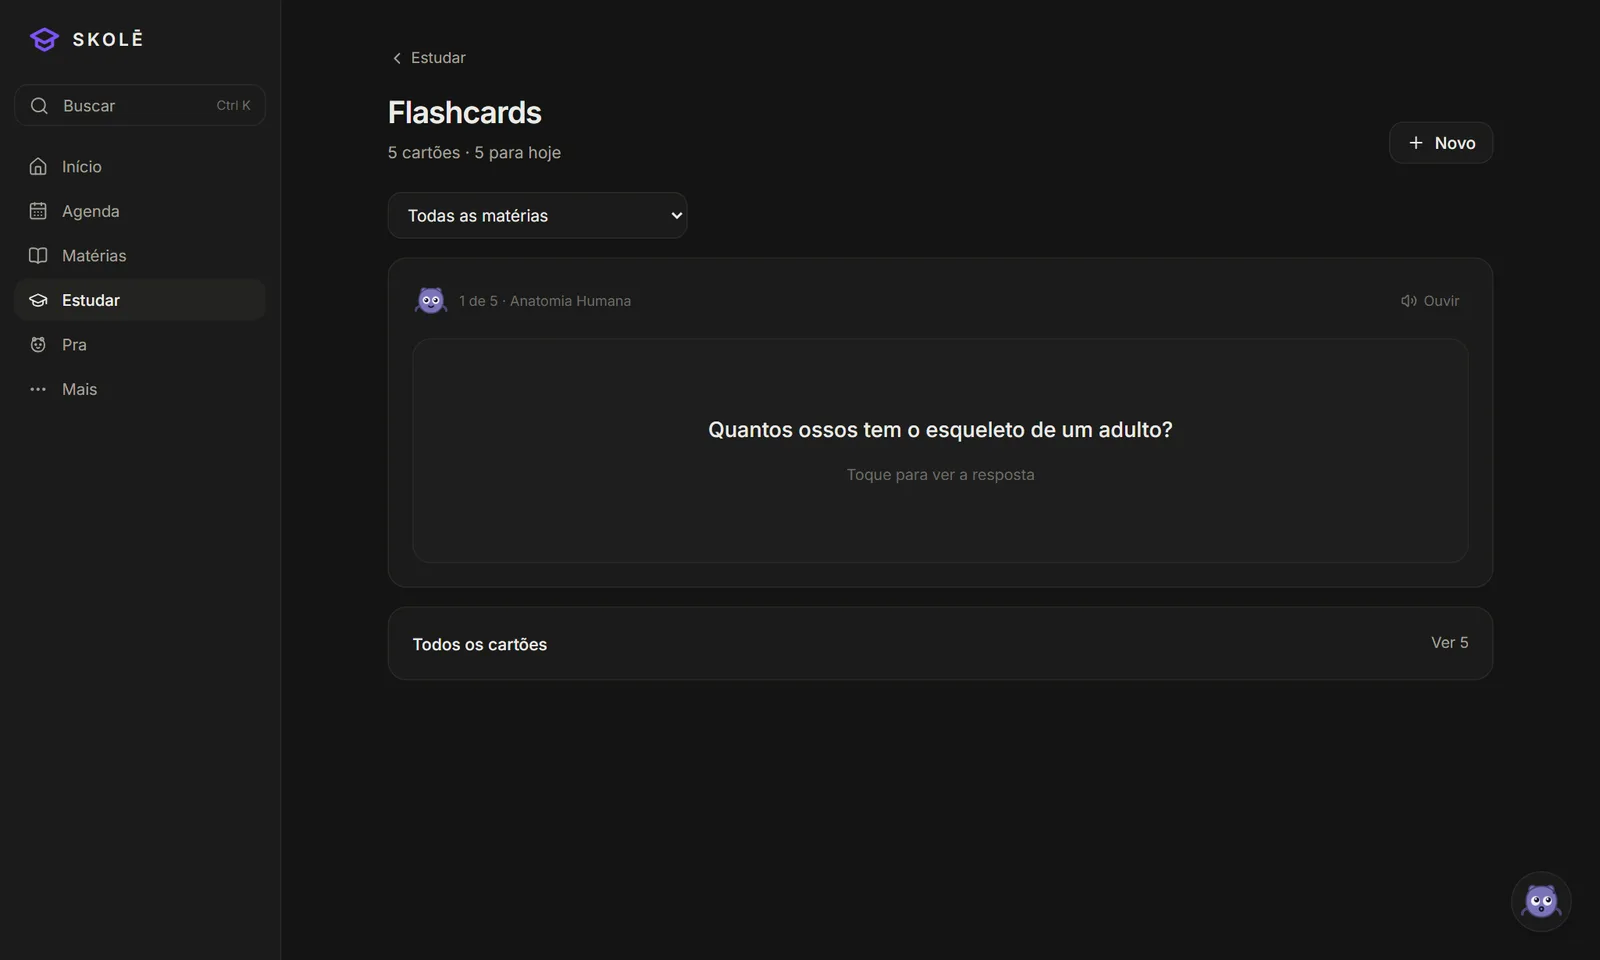 SKOLĒ
Buscar Ctrl K
Início
Agenda
Matérias
Estudar
Pra
Mais
Estudar
Flashcards
5 cartões · 5 para hoje
Novo
Todas as matérias
1 de 5 · Anatomia Humana
Ouvir
Quantos ossos tem o esqueleto de um adulto?
Toque para ver a resposta
Todos os cartões
Ver 5